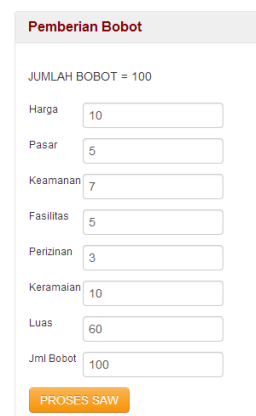 Pemberian Bobot
JUMLAH BOBOT = 100
Harga 10
Pasar 5
Keamanan 7
Fasilitas 5
Perizinan 3
Keramaian 10
Luas 60
Jml Bobot 100
PROSES SAW